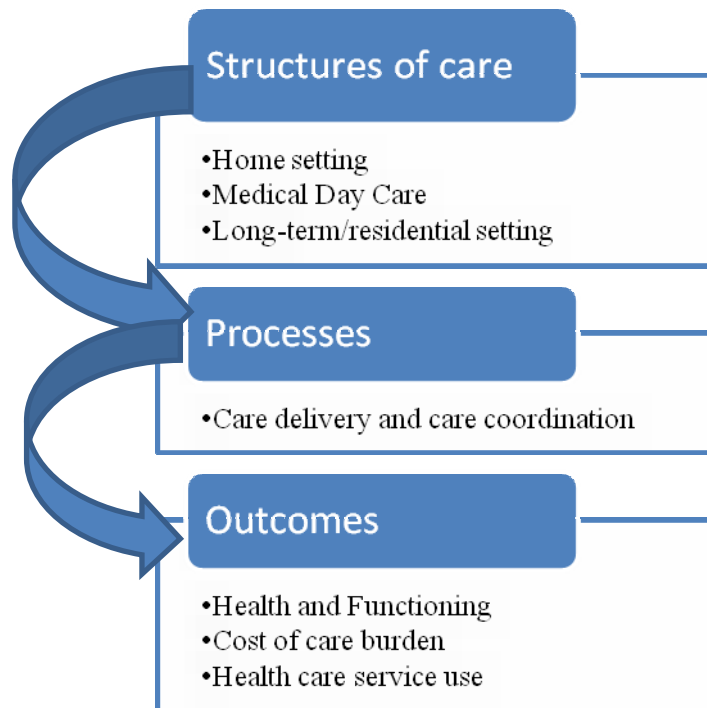 Structures of care
•Home setting
•Medical Day Care
•Long-term/residential setting
Processes
•Care delivery and care coordination
Outcomes
•Health and Functioning
•Cost of care burden
•Health care service use